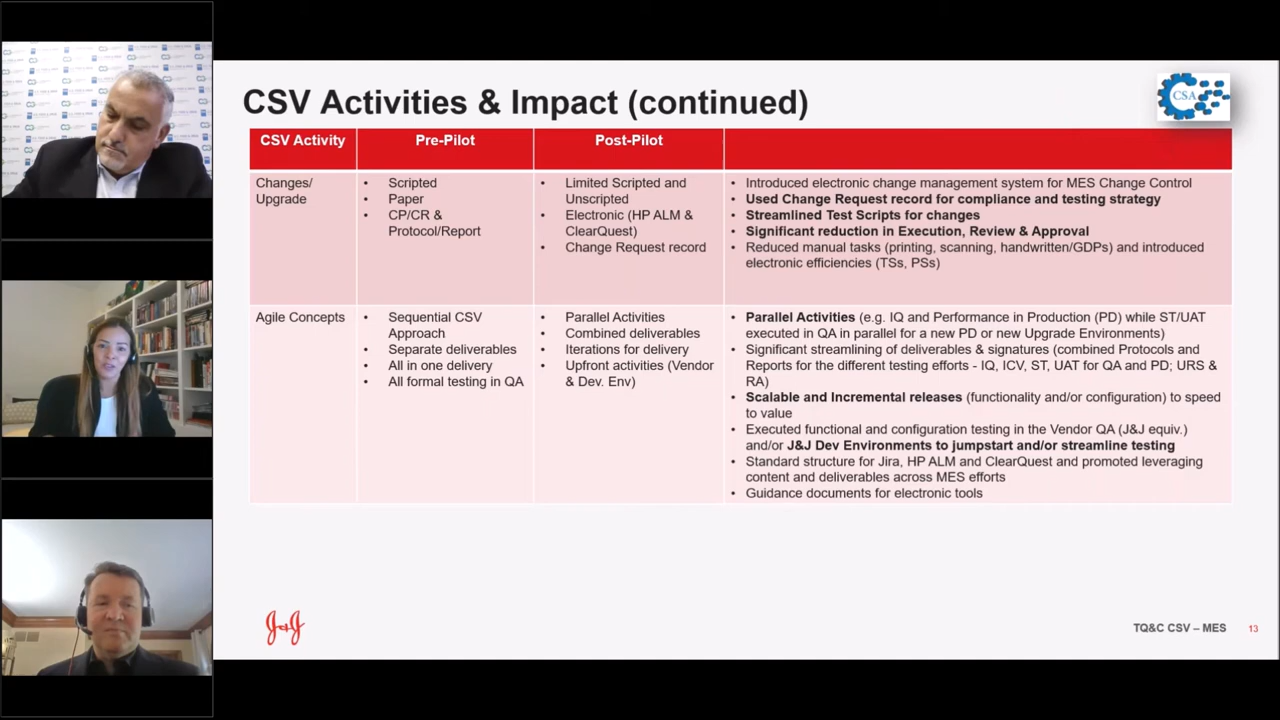 CSV Activities & Impact (continued)
CSA
CSV Activity
Pre-Pilot
Post-Pilot
Changes/
Upgrade
• Scripted
• Paper
• CP/CR &
Protocol/Report
• Limited Scripted and
Unscripted
• Electronic (HP ALM &
ClearQuest)
• Change Request record
• Introduced electronic change management system for MES Change Control
• Used Change Request record for compliance and testing strategy
• Streamlined Test Scripts for changes
• Significant reduction in Execution, Review & Approval
• Reduced manual tasks (printing, scanning, handwritten/GDPs) and introduced
electronic efficiencies (TSs, PSs)
Agile Concepts
• Sequential CSV
Approach
• Separate deliverables
• All in one delivery
• All formal testing in QA
• Parallel Activities
• Combined deliverables
• Iterations for delivery
• Upfront activities (Vendor
& Dev. Env)
• Parallel Activities (e.g. IQ and Performance in Production (PD) while ST/UAT
executed in QA in parallel for a new PD or new Upgrade Environments)
• Significant streamlining of deliverables & signatures (combined Protocols and
Reports for the different testing efforts - IQ, ICV, ST, UAT for QA and PD; URS &
RA)
• Scalable and Incremental releases (functionality and/or configuration) to speed
to value
• Executed functional and configuration testing in the Vendor QA (J&J equiv.)
and/or J&J Dev Environments to jumpstart and/or streamline testing
• Standard structure for Jira, HP ALM and ClearQuest and promoted leveraging
content and deliverables across MES efforts
• Guidance documents for electronic tools
J&J
TQ&C CSV – MES
13